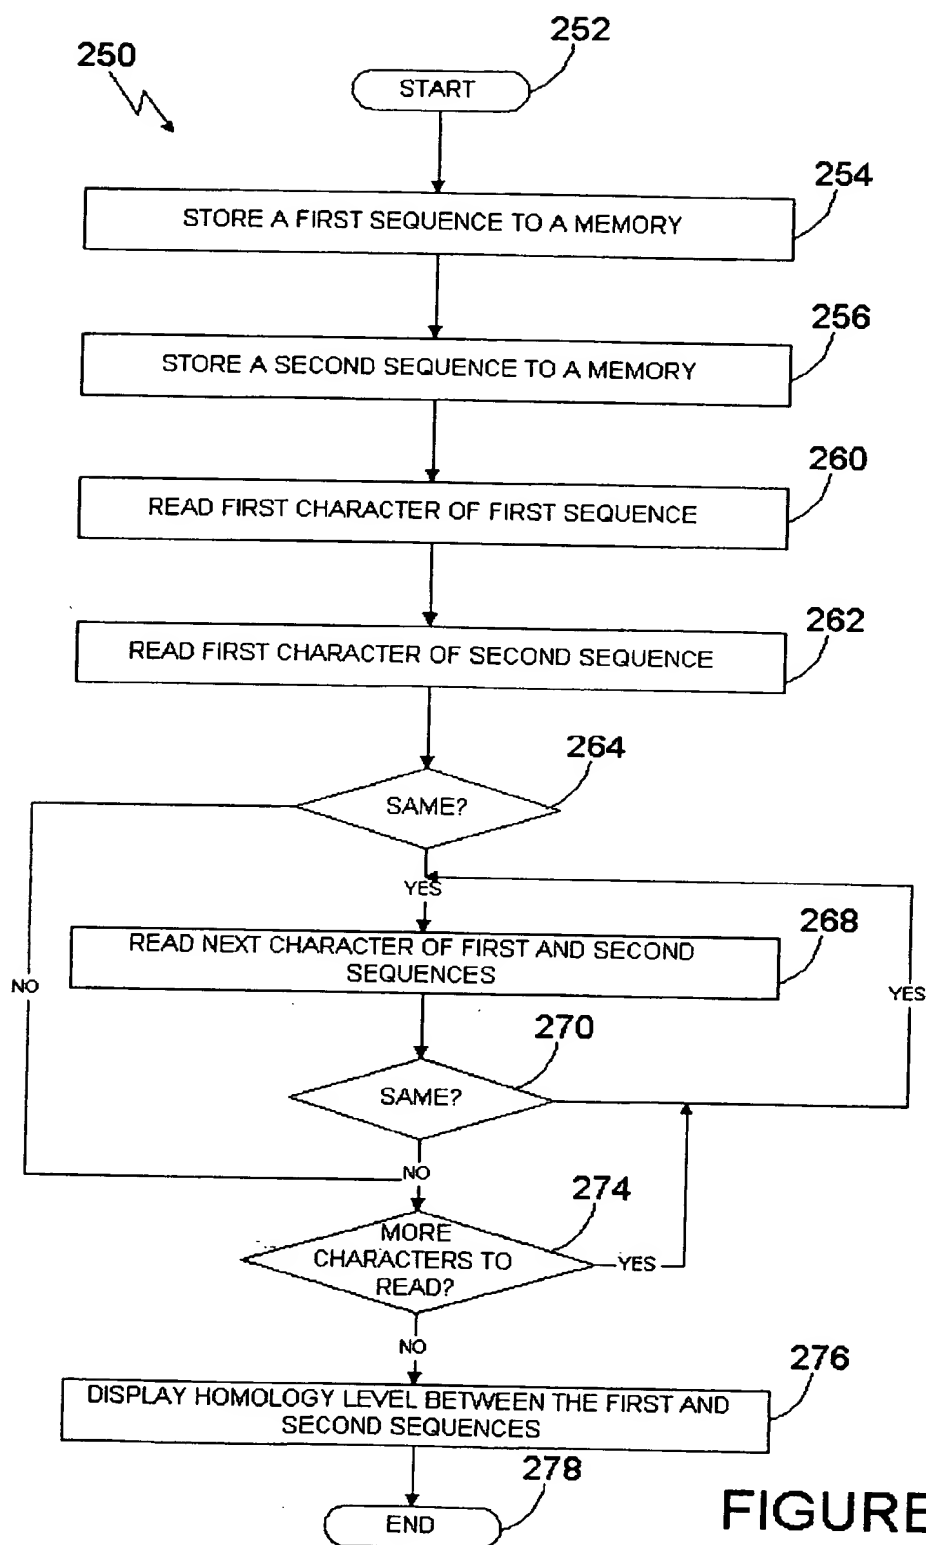 250
252
START
254
STORE A FIRST SEQUENCE TO A MEMORY
256
STORE A SECOND SEQUENCE TO A MEMORY
260
READ FIRST CHARACTER OF FIRST SEQUENCE
262
READ FIRST CHARACTER OF SECOND SEQUENCE
264
SAME?
YES
268
READ NEXT CHARACTER OF FIRST AND SECOND
SEQUENCES
NO
YES
270
SAME?
NO
274
MORE
CHARACTERS TO
READ?
YES
NO
276
DISPLAY HOMOLOGY LEVEL BETWEEN THE FIRST AND
SECOND SEQUENCES
278
END
FIGURE